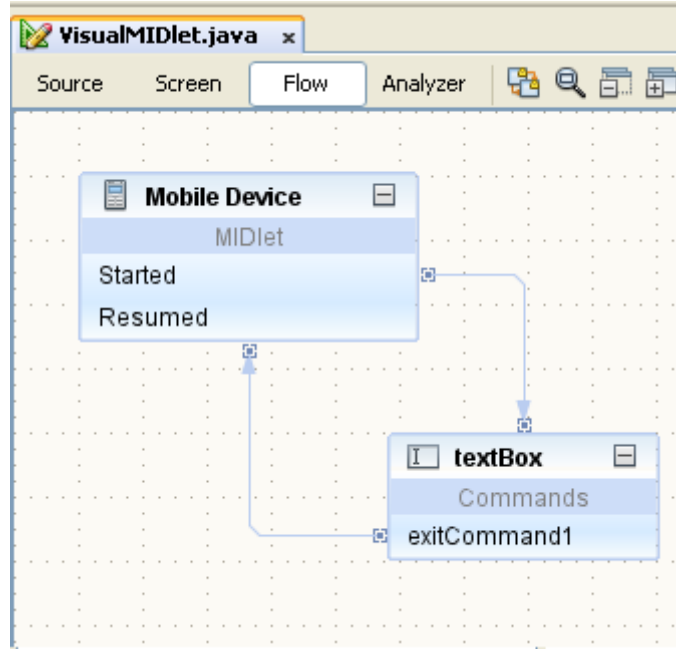 VisualMIDlet.java x
Source Screen Flow Analyzer
Mobile Device
MIDlet
Started
Resumed
textBox
Commands
exitCommand1